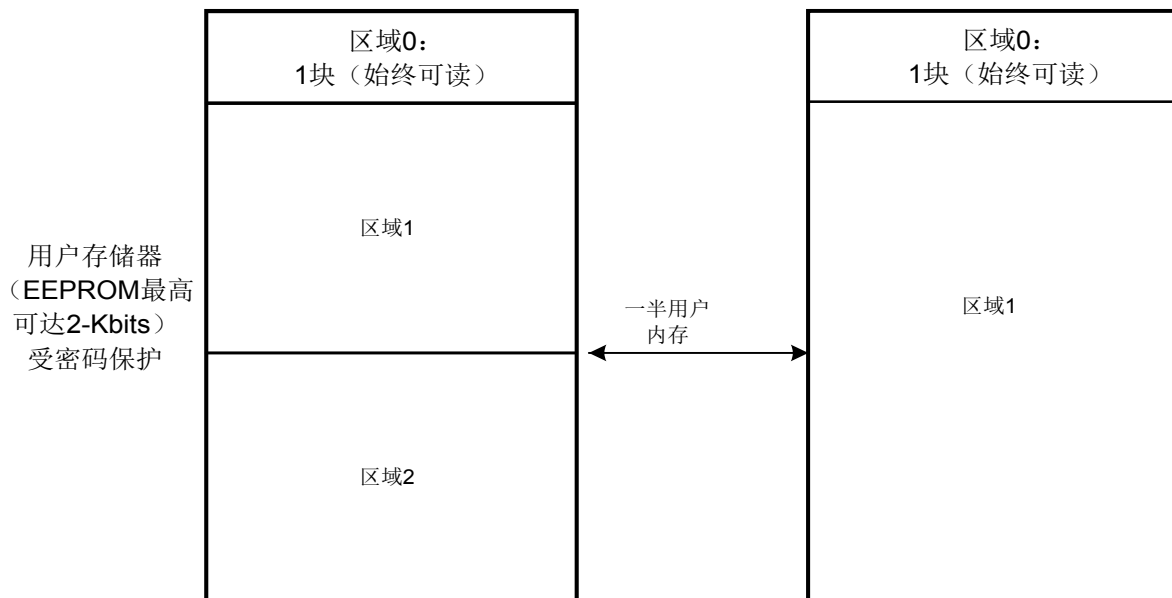 区域0：
1块（始终可读）
区域1
区域2
用户存储器
（EEPROM最高
可达2-Kbits）
受密码保护
一半用户
内存
区域0：
1块（始终可读）
区域1